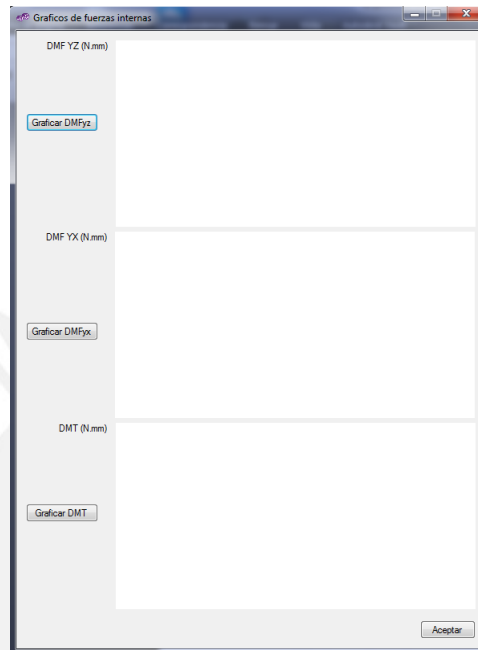 Graficos de fuerzas internas
DMF YZ (N.mm)
Graficar DMFyz
DMF YX (N.mm)
Graficar DMFyx
DMT (N.mm)
Graficar DMT
Aceptar